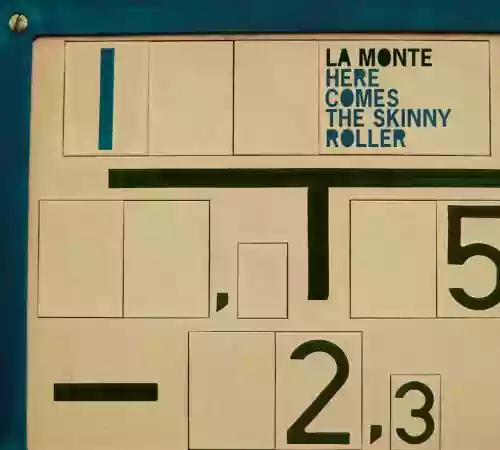 I LA MONTE
HERE
COMES
THE SKINNY
ROLLER
, T 5
- 2,3